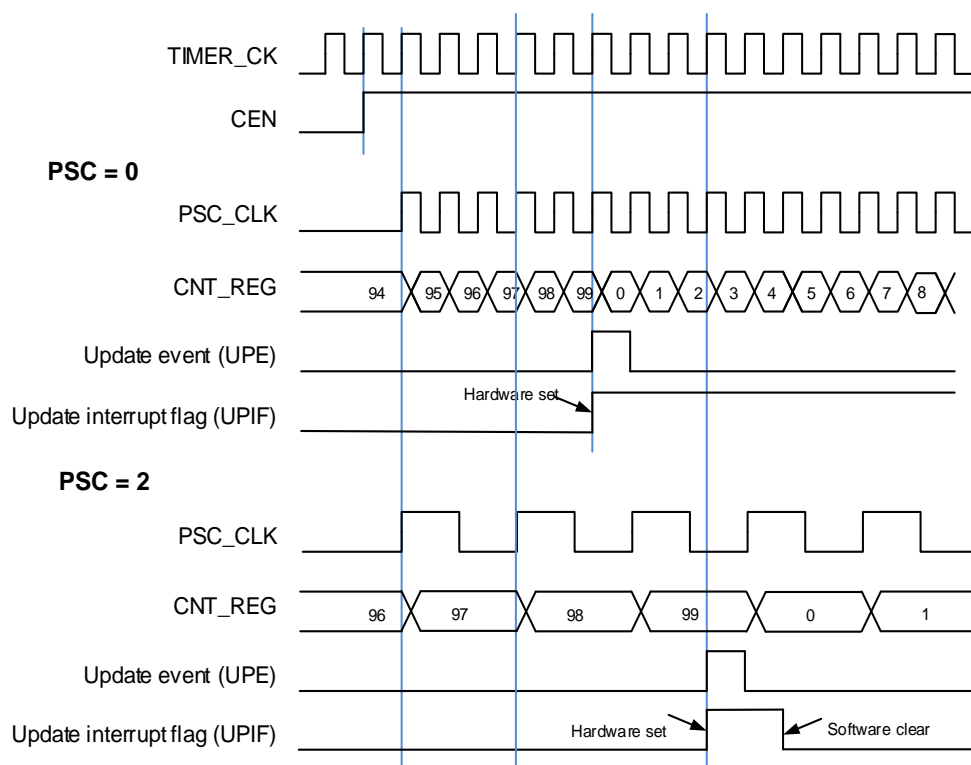 TIMER_CK
CEN
PSC = 0
PSC_CLK
CNT_REG 94 95 96 97 98 99 0 1 2 3 4 5 6 7 8
Update event (UPE)
Hardware set
Update interrupt flag (UPIF)
PSC = 2
PSC_CLK
CNT_REG 96 97 98 99 0 1
Update event (UPE)
Update interrupt flag (UPIF) Hardware set Software clear